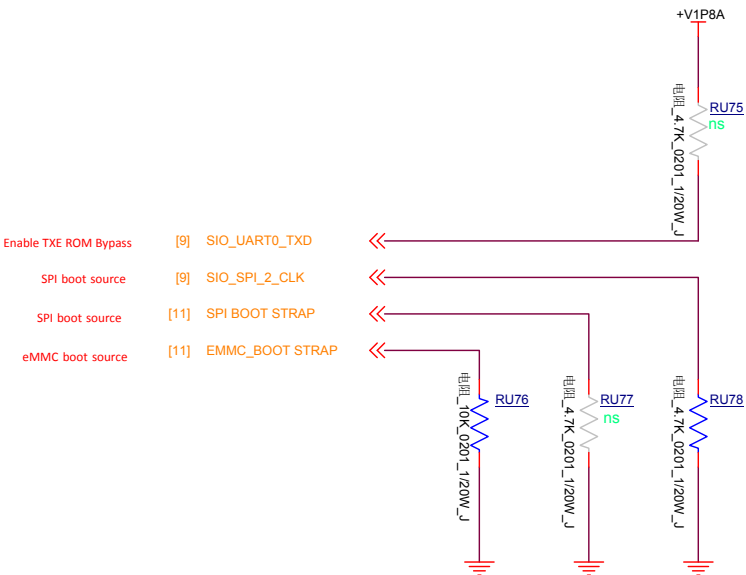 +V1P8A
电阻_4.7K_0201_1/20W_J
RU75
ns
Enable TXE ROM Bypass [9] SIO_UART0_TXD
SPI boot source [9] SIO_SPI_2_CLK
SPI boot source [11] SPI BOOT STRAP
eMMC boot source [11] EMMC_BOOT STRAP
电阻_10K_0201_1/20W_J
RU76
电阻_4.7K_0201_1/20W_J
RU77
ns
电阻_4.7K_0201_1/20W_J
RU78